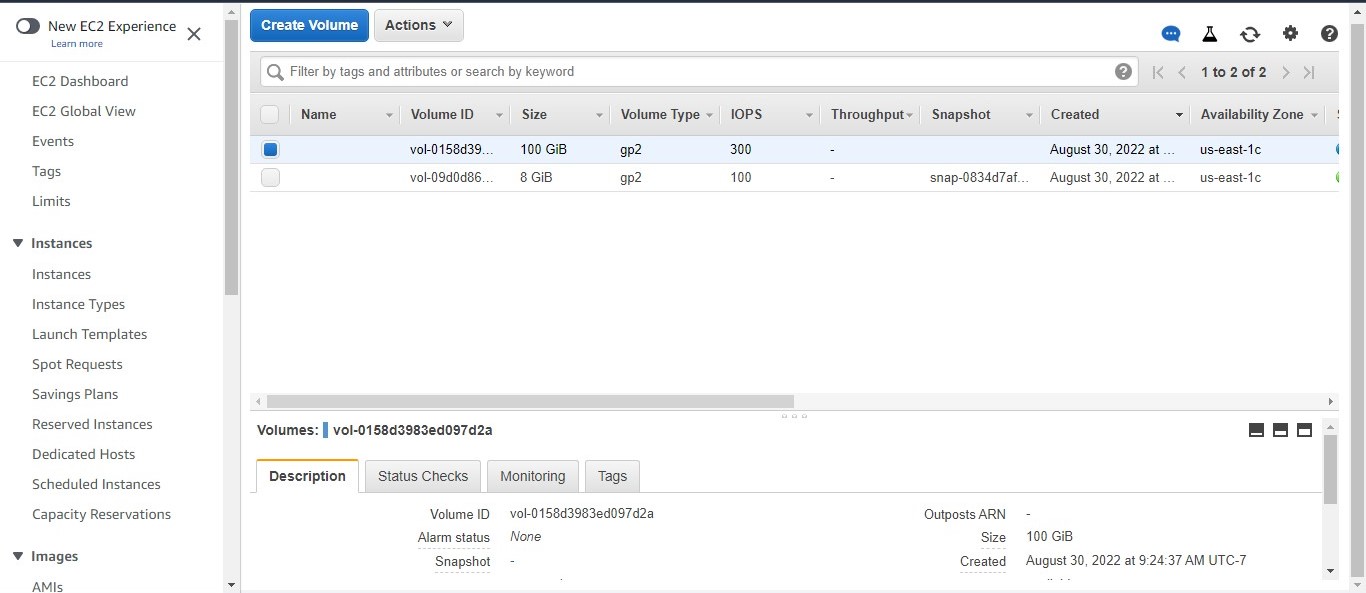 New EC2 Experience
Learn more
EC2 Dashboard
EC2 Global View
Events
Tags
Limits
Instances
Instances
Instance Types
Launch Templates
Spot Requests
Savings Plans
Reserved Instances
Dedicated Hosts
Scheduled Instances
Capacity Reservations
Images
AMIs
Create Volume Actions
Filter by tags and attributes or search by keyword 1 to 2 of 2
Name Volume ID Size Volume Type IOPS Throughput Snapshot Created Availability Zone
vol-0158d39... 100 GiB gp2 300 - August 30, 2022 at ... us-east-1c
vol-09d0d86... 8 GiB gp2 100 - snap-0834d7af... August 30, 2022 at ... us-east-1c
Volumes: vol-0158d3983ed097d2a
Description Status Checks Monitoring Tags
Volume ID vol-0158d3983ed097d2a Outposts ARN -
Alarm status None Size 100 GiB
Snapshot - Created August 30, 2022 at 9:24:37 AM UTC-7